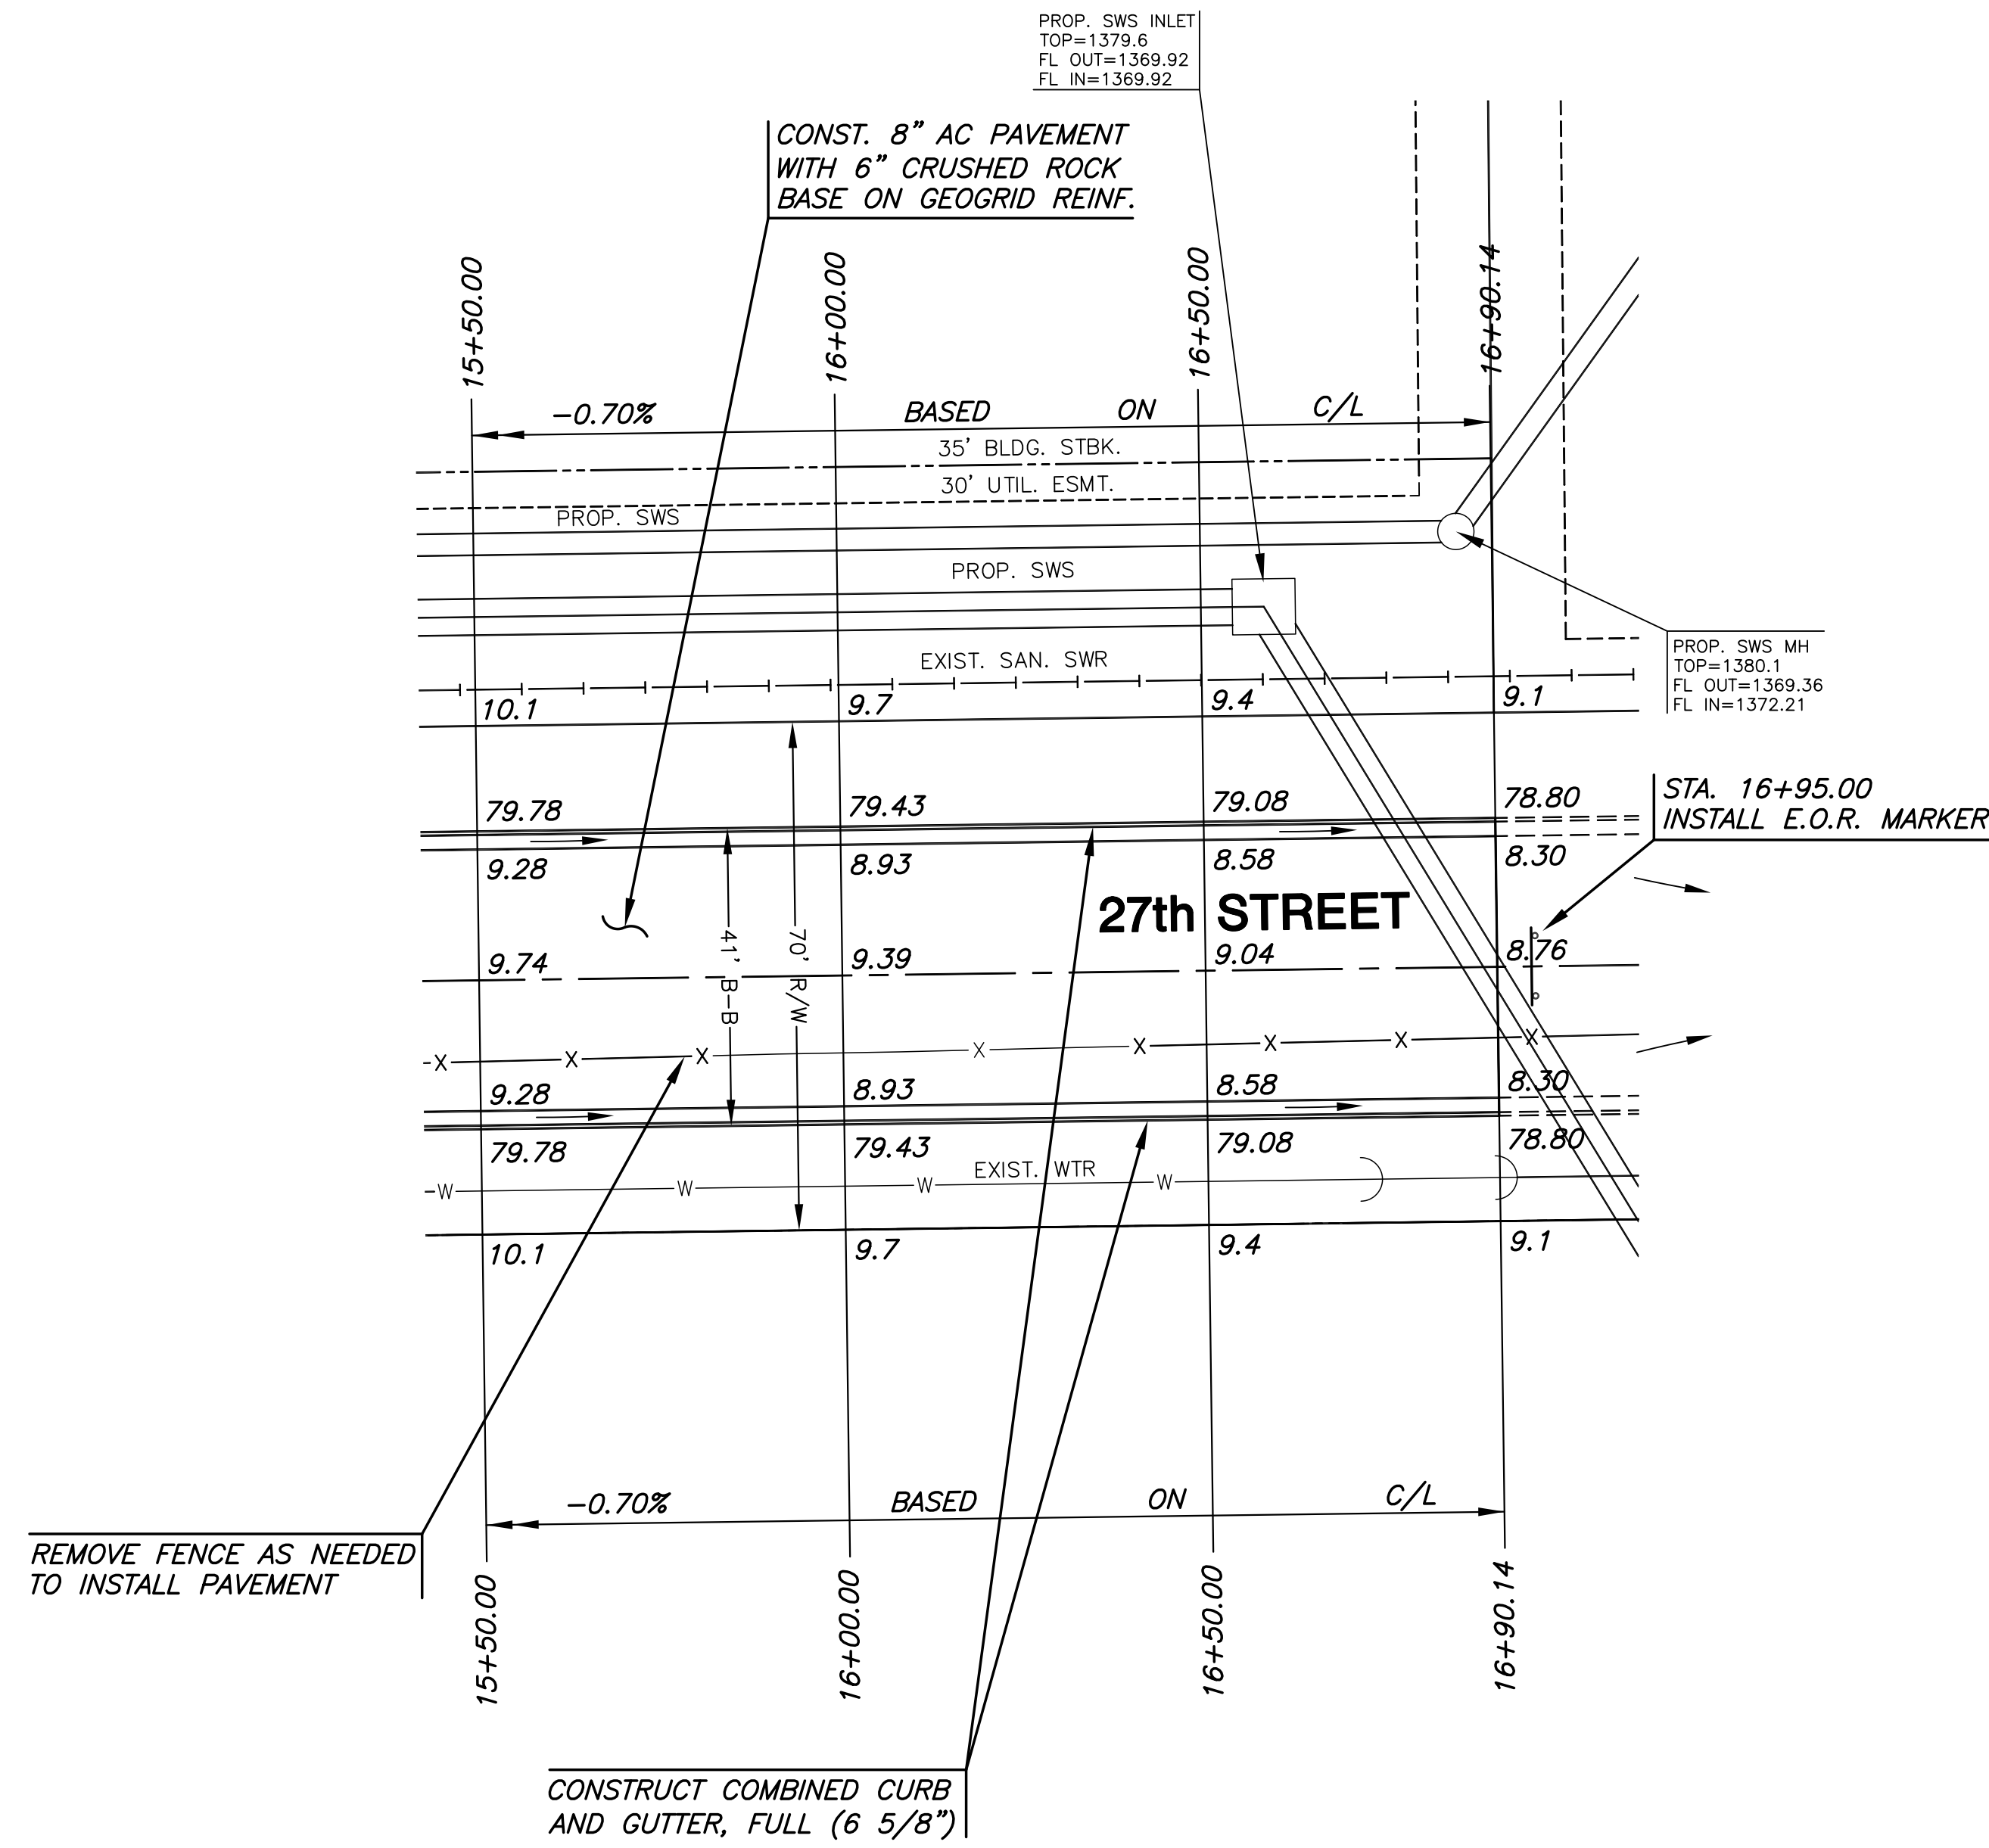 PROP. SWS INLET
TOP=1379.6
FL OUT=1369.92
FL IN=1369.92
CONST. 8" AC PAVEMENT
WITH 6" CRUSHED ROCK
BASE ON GEOGRID REINF.
15+50.00
16+00.00
16+50.00
16+90.14
-0.70% BASED ON C/L
35' BLDG. STBK.
30' UTIL. ESMT.
PROP. SWS
PROP. SWS
EXIST. SAN. SWR
PROP. SWS MH
TOP=1380.1
FL OUT=1369.36
FL IN=1372.21
10.1 9.7 9.4 9.1
STA. 16+95.00
INSTALL E.O.R. MARKER
79.78 79.43 79.08 78.80
9.28 8.93 8.58 8.30
27th STREET
41' B-B
70' R/W
9.74 9.39 9.04 8.76
X X X X X X X X
9.28 8.93 8.58 8.30
79.78 79.43 79.08 78.80
EXIST. WTR
W W W W
10.1 9.7 9.4 9.1
-0.70% BASED ON C/L
REMOVE FENCE AS NEEDED
TO INSTALL PAVEMENT
15+50.00
16+00.00
16+50.00
16+90.14
CONSTRUCT COMBINED CURB
AND GUTTER, FULL (6 5/8")